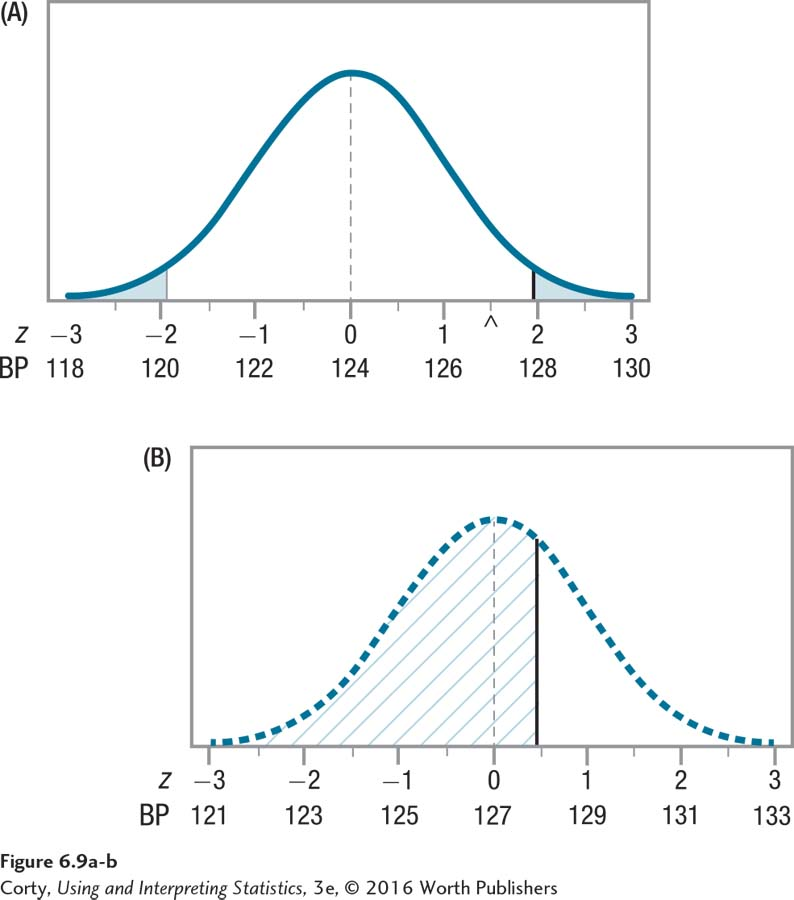 (A)
z −3 −2 −1 0 1 ^ 2 3
BP 118 120 122 124 126 128 130
(B)
z −3 −2 −1 0 1 2 3
BP 121 123 125 127 129 131 133
Figure 6.9a-b
Corty, Using and Interpreting Statistics, 3e, © 2016 Worth Publishers